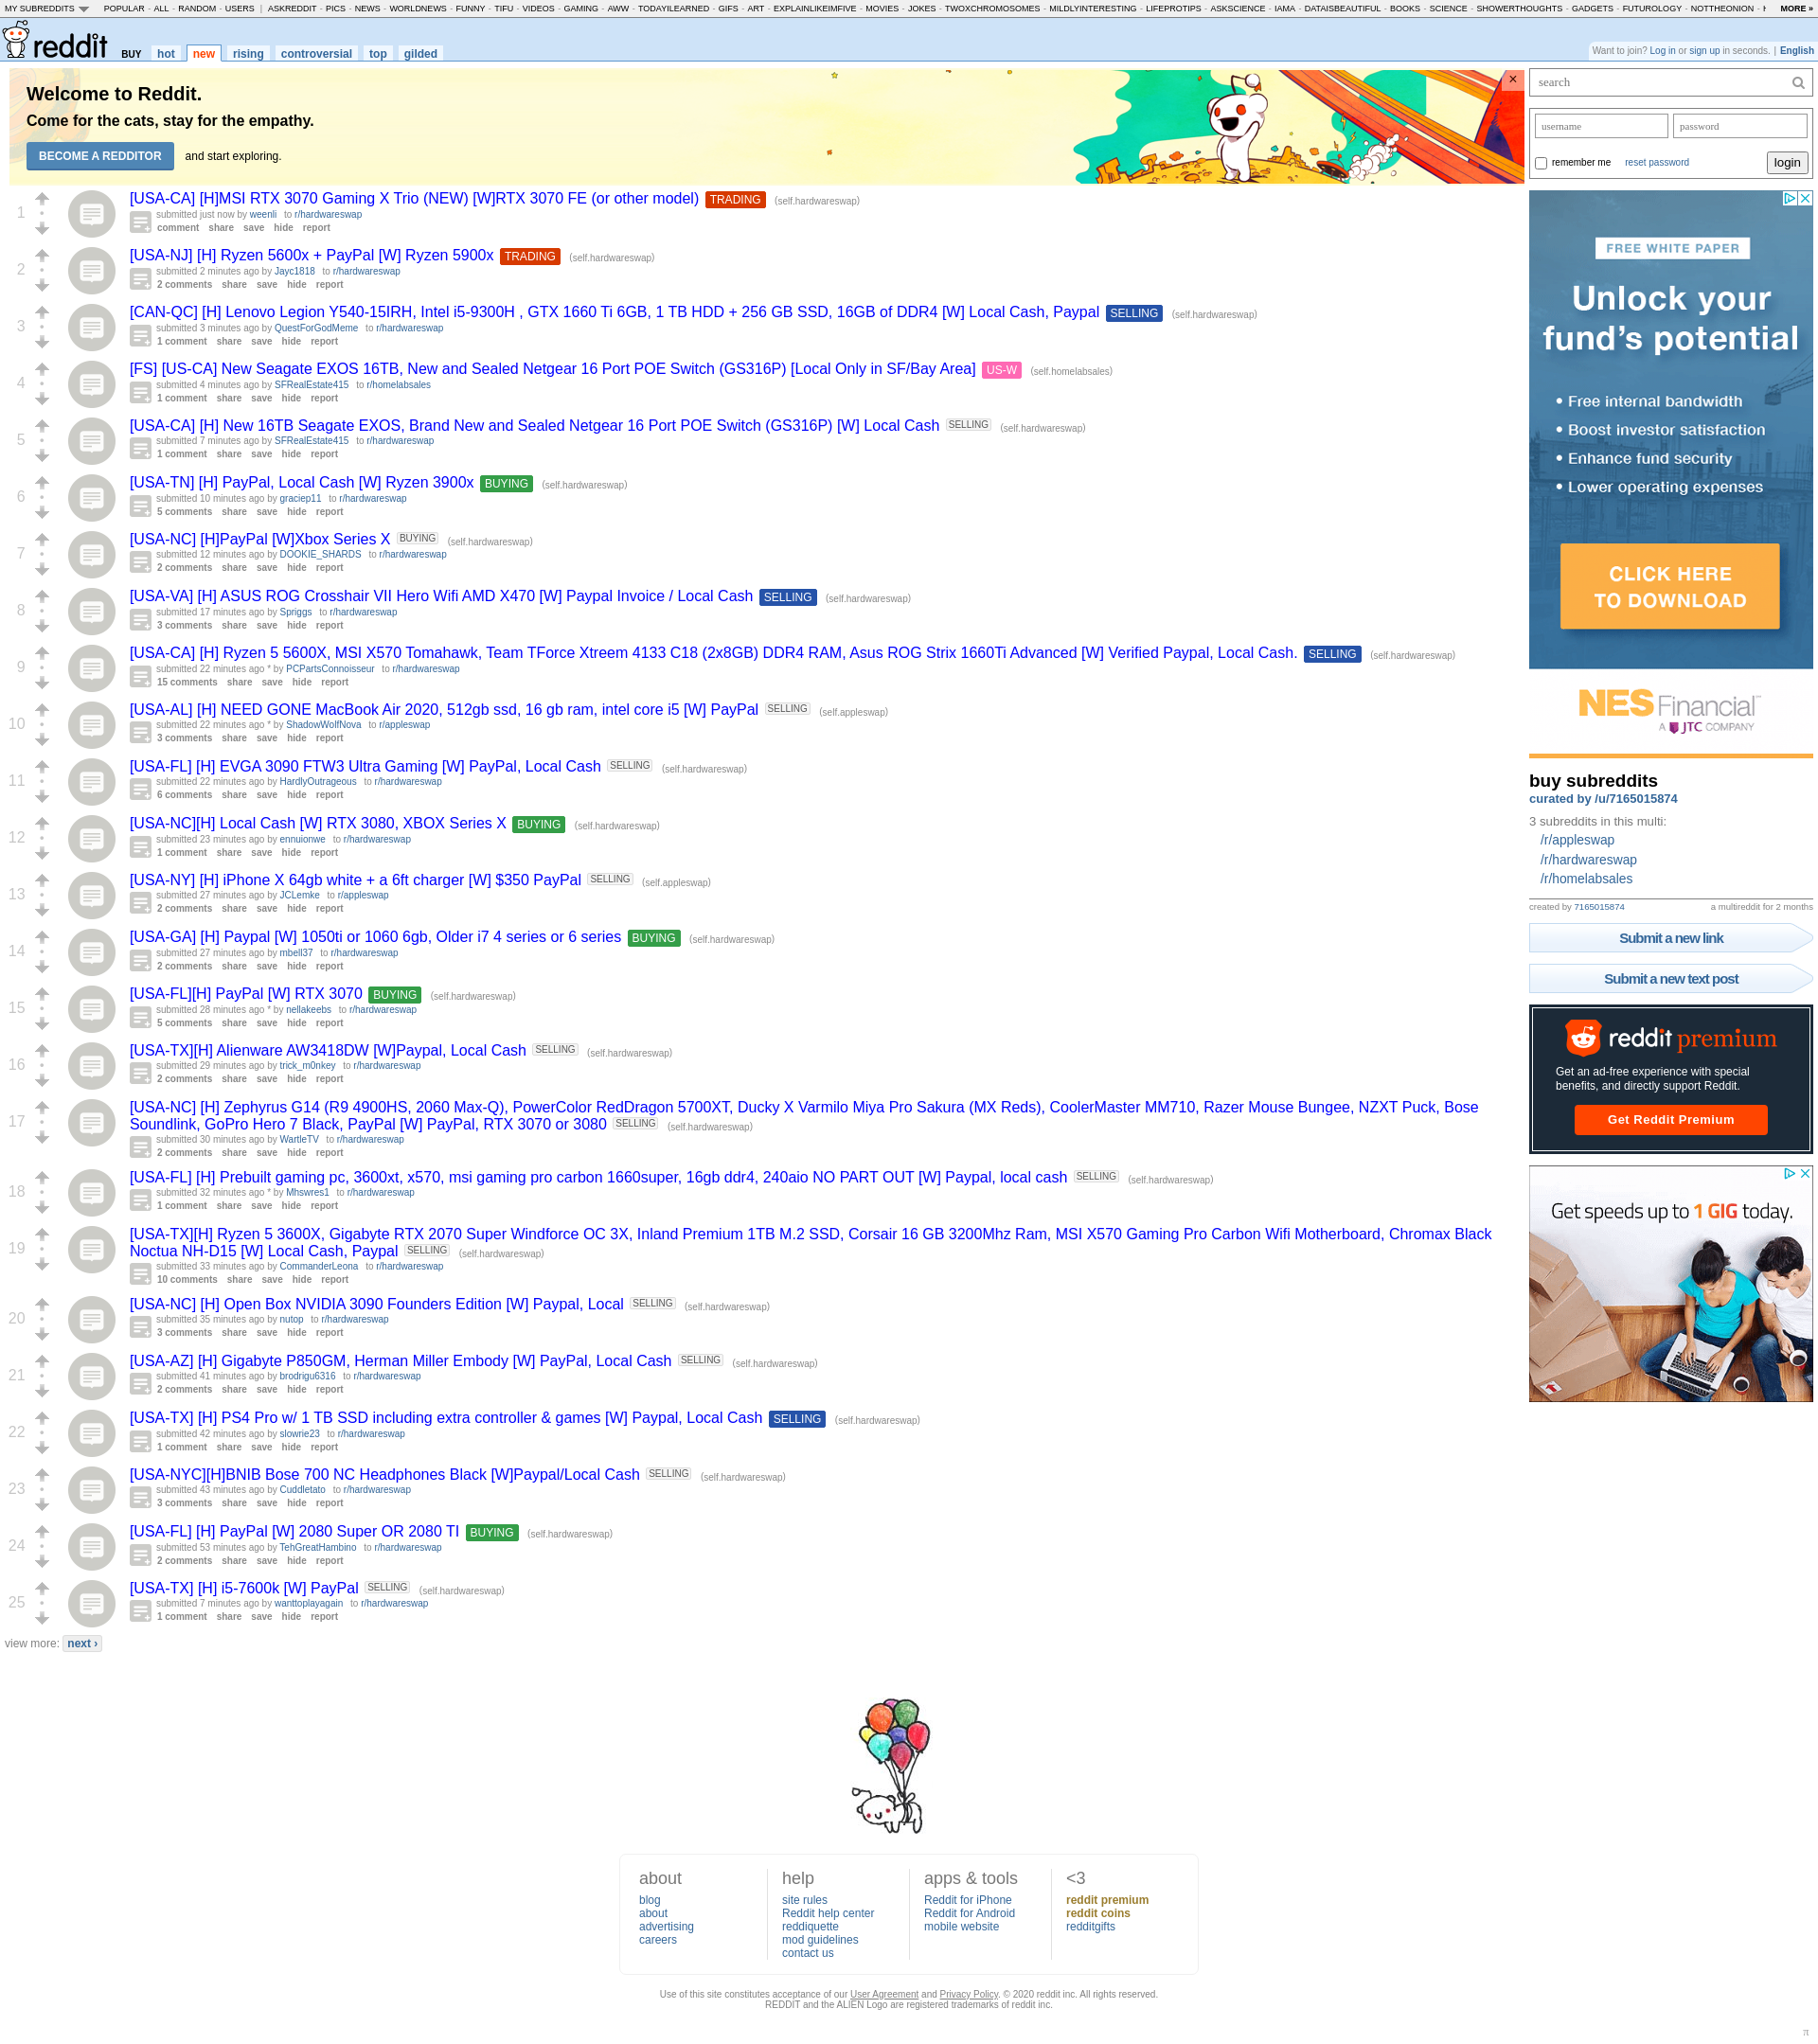 MY SUBREDDITS
POPULAR - ALL - RANDOM - USERS | ASKREDDIT - PICS - NEWS - WORLDNEWS - FUNNY - TIFU - VIDEOS - GAMING - AWW - TODAYILEARNED - GIFS - ART - EXPLAINLIKEIMFIVE - MOVIES - JOKES - TWOXCHROMOSOMES - MILDLYINTERESTING - LIFEPROTIPS - ASKSCIENCE - IAMA - DATAISBEAUTIFUL - BOOKS - SCIENCE - SHOWERTHOUGHTS - GADGETS - FUTUROLOGY - NOTTHEONION - MORE »
reddit BUY hot new rising controversial top gilded
Want to join? Log in or sign up in seconds. | English
Welcome to Reddit.
Come for the cats, stay for the empathy.
BECOME A REDDITOR and start exploring.
1
[USA-CA] [H]MSI RTX 3070 Gaming X Trio (NEW) [W]RTX 3070 FE (or other model) TRADING (self.hardwareswap)
submitted just now by weenli to r/hardwareswap
comment share save hide report
2
[USA-NJ] [H] Ryzen 5600x + PayPal [W] Ryzen 5900x TRADING (self.hardwareswap)
submitted 2 minutes ago by Jayc1818 to r/hardwareswap
2 comments share save hide report
3
[CAN-QC] [H] Lenovo Legion Y540-15IRH, Intel i5-9300H , GTX 1660 Ti 6GB, 1 TB HDD + 256 GB SSD, 16GB of DDR4 [W] Local Cash, Paypal SELLING (self.hardwareswap)
submitted 3 minutes ago by QuestForGodMeme to r/hardwareswap
1 comment share save hide report
4
[FS] [US-CA] New Seagate EXOS 16TB, New and Sealed Netgear 16 Port POE Switch (GS316P) [Local Only in SF/Bay Area] US-W (self.homelabsales)
submitted 4 minutes ago by SFRealEstate415 to r/homelabsales
1 comment share save hide report
5
[USA-CA] [H] New 16TB Seagate EXOS, Brand New and Sealed Netgear 16 Port POE Switch (GS316P) [W] Local Cash SELLING (self.hardwareswap)
submitted 7 minutes ago by SFRealEstate415 to r/hardwareswap
1 comment share save hide report
6
[USA-TN] [H] PayPal, Local Cash [W] Ryzen 3900x BUYING (self.hardwareswap)
submitted 10 minutes ago by graciep11 to r/hardwareswap
5 comments share save hide report
7
[USA-NC] [H]PayPal [W]Xbox Series X BUYING (self.hardwareswap)
submitted 12 minutes ago by DOOKIE_SHARDS to r/hardwareswap
2 comments share save hide report
8
[USA-VA] [H] ASUS ROG Crosshair VII Hero Wifi AMD X470 [W] Paypal Invoice / Local Cash SELLING (self.hardwareswap)
submitted 17 minutes ago by Spriggs to r/hardwareswap
3 comments share save hide report
9
[USA-CA] [H] Ryzen 5 5600X, MSI X570 Tomahawk, Team TForce Xtreem 4133 C18 (2x8GB) DDR4 RAM, Asus ROG Strix 1660Ti Advanced [W] Verified Paypal, Local Cash. SELLING (self.hardwareswap)
submitted 22 minutes ago * by PCPartsConnoisseur to r/hardwareswap
15 comments share save hide report
10
[USA-AL] [H] NEED GONE MacBook Air 2020, 512gb ssd, 16 gb ram, intel core i5 [W] PayPal SELLING (self.appleswap)
submitted 22 minutes ago * by ShadowWolfNova to r/appleswap
3 comments share save hide report
11
[USA-FL] [H] EVGA 3090 FTW3 Ultra Gaming [W] PayPal, Local Cash SELLING (self.hardwareswap)
submitted 22 minutes ago by HardlyOutrageous to r/hardwareswap
6 comments share save hide report
12
[USA-NC][H] Local Cash [W] RTX 3080, XBOX Series X BUYING (self.hardwareswap)
submitted 23 minutes ago by ennuionwe to r/hardwareswap
1 comment share save hide report
13
[USA-NY] [H] iPhone X 64gb white + a 6ft charger [W] $350 PayPal SELLING (self.appleswap)
submitted 27 minutes ago by JCLemke to r/appleswap
2 comments share save hide report
14
[USA-GA] [H] Paypal [W] 1050ti or 1060 6gb, Older i7 4 series or 6 series BUYING (self.hardwareswap)
submitted 27 minutes ago by mbell37 to r/hardwareswap
2 comments share save hide report
15
[USA-FL][H] PayPal [W] RTX 3070 BUYING (self.hardwareswap)
submitted 28 minutes ago * by nellakeebs to r/hardwareswap
5 comments share save hide report
16
[USA-TX][H] Alienware AW3418DW [W]Paypal, Local Cash SELLING (self.hardwareswap)
submitted 29 minutes ago by trick_m0nkey to r/hardwareswap
2 comments share save hide report
17
[USA-NC] [H] Zephyrus G14 (R9 4900HS, 2060 Max-Q), PowerColor RedDragon 5700XT, Ducky X Varmilo Miya Pro Sakura (MX Reds), CoolerMaster MM710, Razer Mouse Bungee, NZXT Puck, Bose
Soundlink, GoPro Hero 7 Black, PayPal [W] PayPal, RTX 3070 or 3080 SELLING (self.hardwareswap)
submitted 30 minutes ago by WartleTV to r/hardwareswap
2 comments share save hide report
18
[USA-FL] [H] Prebuilt gaming pc, 3600xt, x570, msi gaming pro carbon 1660super, 16gb ddr4, 240aio NO PART OUT [W] Paypal, local cash SELLING (self.hardwareswap)
submitted 32 minutes ago * by Mhswres1 to r/hardwareswap
1 comment share save hide report
19
[USA-TX][H] Ryzen 5 3600X, Gigabyte RTX 2070 Super Windforce OC 3X, Inland Premium 1TB M.2 SSD, Corsair 16 GB 3200Mhz Ram, MSI X570 Gaming Pro Carbon Wifi Motherboard, Chromax Black
Noctua NH-D15 [W] Local Cash, Paypal SELLING (self.hardwareswap)
submitted 33 minutes ago by CommanderLeona to r/hardwareswap
10 comments share save hide report
20
[USA-NC] [H] Open Box NVIDIA 3090 Founders Edition [W] Paypal, Local SELLING (self.hardwareswap)
submitted 35 minutes ago by nutop to r/hardwareswap
3 comments share save hide report
21
[USA-AZ] [H] Gigabyte P850GM, Herman Miller Embody [W] PayPal, Local Cash SELLING (self.hardwareswap)
submitted 41 minutes ago by brodrigu6316 to r/hardwareswap
2 comments share save hide report
22
[USA-TX] [H] PS4 Pro w/ 1 TB SSD including extra controller & games [W] Paypal, Local Cash SELLING (self.hardwareswap)
submitted 42 minutes ago by slowrie23 to r/hardwareswap
1 comment share save hide report
23
[USA-NYC][H]BNIB Bose 700 NC Headphones Black [W]Paypal/Local Cash SELLING (self.hardwareswap)
submitted 43 minutes ago by Cuddletato to r/hardwareswap
3 comments share save hide report
24
[USA-FL] [H] PayPal [W] 2080 Super OR 2080 TI BUYING (self.hardwareswap)
submitted 53 minutes ago by TehGreatHambino to r/hardwareswap
2 comments share save hide report
25
[USA-TX] [H] i5-7600k [W] PayPal SELLING (self.hardwareswap)
submitted 7 minutes ago by wanttoplayagain to r/hardwareswap
1 comment share save hide report
view more: next ›
search
username password
remember me reset password login
FREE WHITE PAPER
Unlock your
fund's potential
• Free internal bandwidth
• Boost investor satisfaction
• Enhance fund security
• Lower operating expenses
CLICK HERE
TO DOWNLOAD
NES Financial
A JTC COMPANY
buy subreddits
curated by /u/7165015874
3 subreddits in this multi:
/r/appleswap
/r/hardwareswap
/r/homelabsales
created by 7165015874 a multireddit for 2 months
Submit a new link
Submit a new text post
reddit premium
Get an ad-free experience with special
benefits, and directly support Reddit.
Get Reddit Premium
Get speeds up to 1 GIG today.
about
blog
about
advertising
careers
help
site rules
Reddit help center
reddiquette
mod guidelines
contact us
apps & tools
Reddit for iPhone
Reddit for Android
mobile website
<3
reddit premium
reddit coins
redditgifts
Use of this site constitutes acceptance of our User Agreement and Privacy Policy. © 2020 reddit inc. All rights reserved.
REDDIT and the ALIEN Logo are registered trademarks of reddit inc.
π